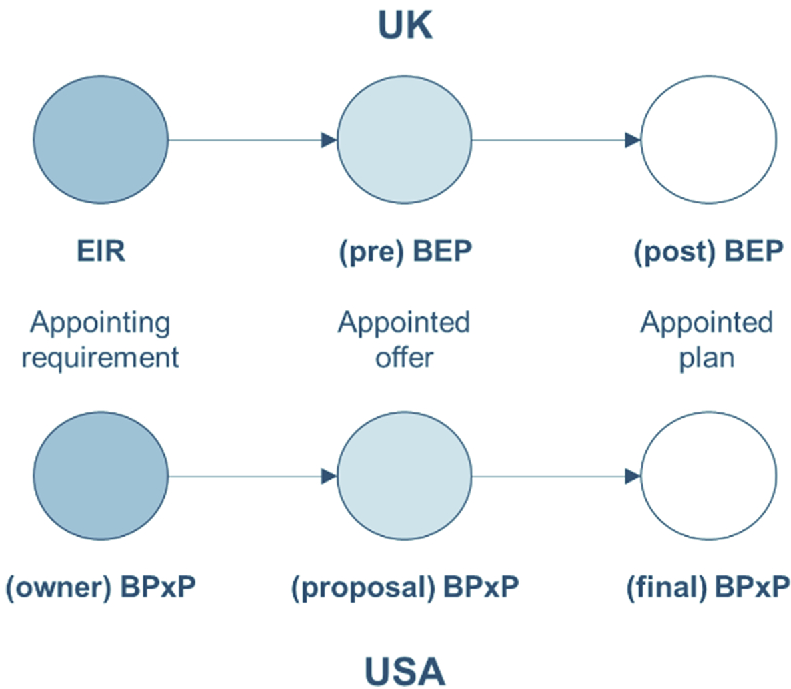 UK
EIR
(pre) BEP
(post) BEP
Appointing
requirement
Appointed
offer
Appointed
plan
(owner) BPxP
(proposal) BPxP
(final) BPxP
USA